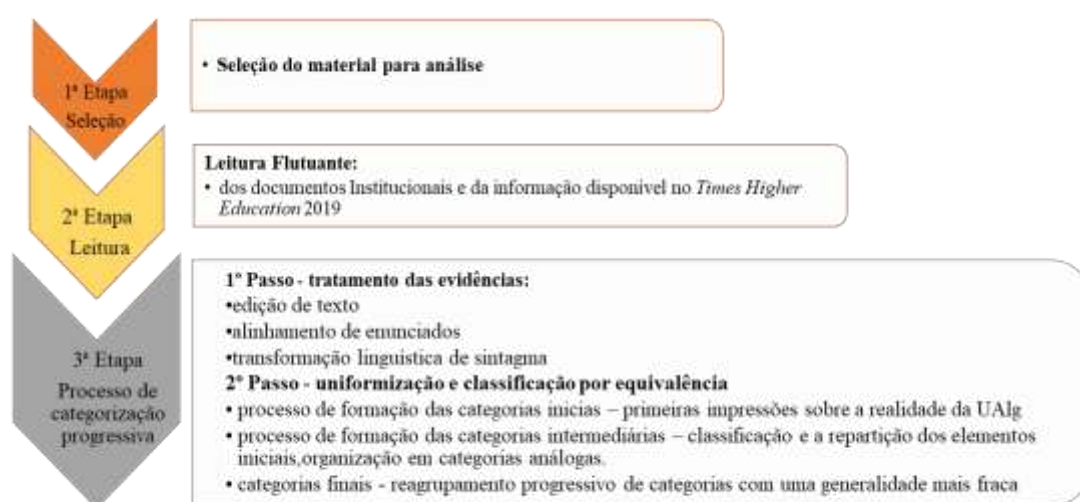 1ª Etapa
Seleção
• Seleção do material para análise
2ª Etapa
Leitura
Leitura Flutuante:
• dos documentos Institucionais e da informação disponivel no Times Higher
Education 2019
3ª Etapa
Processo de
categorização
progressiva
1º Passo - tratamento das evidências:
•edição de texto
•alinhamento de enunciados
•transformação linguistica de sintagma
2º Passo - uniformização e classificação por equivalência
• processo de formação das categorias inicias – primeiras impressões sobre a realidade da UAlg
• processo de formação das categorias intermediárias – classificação e a repartição dos elementos
iniciais,organização em categorias análogas.
• categorias finais - reagrupamento progressivo de categorias com uma generalidade mais fraca